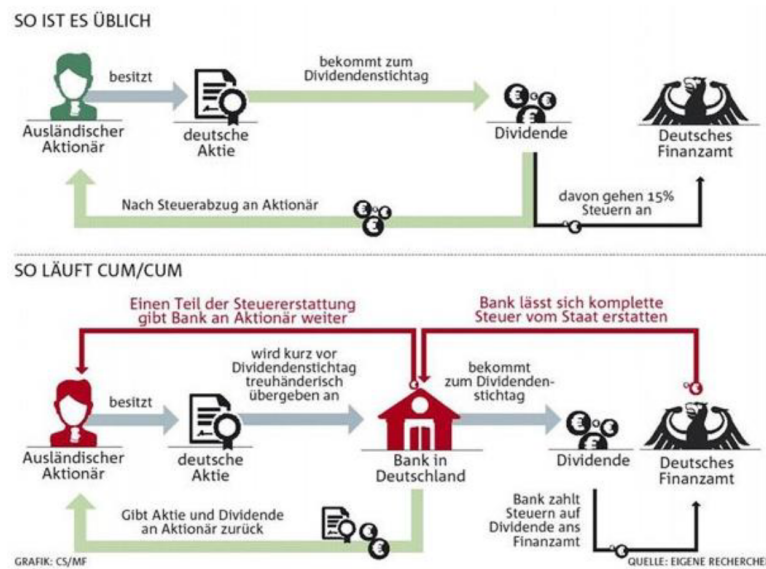 SO IST ES ÜBLICH
besitzt
bekommt zum
Dividendenstichtag
Ausländischer
Aktionär
deutsche
Aktie
Dividende
Deutsches
Finanzamt
Nach Steuerabzug an Aktionär
davon gehen 15%
Steuern an
SO LÄUFT CUM/CUM
Einen Teil der Steuererstattung
gibt Bank an Aktionär weiter
Bank lässt sich komplette
Steuer vom Staat erstatten
besitzt
wird kurz vor
Dividendenstichtag
treuhänderisch
übergeben an
bekommt
zum Dividenden-
stichtag
Ausländischer
Aktionär
deutsche
Aktie
Bank in
Deutschland
Dividende
Deutsches
Finanzamt
Gibt Aktie und Dividende
an Aktionär zurück
Bank zahlt
Steuern auf
Dividende ans
Finanzamt
GRAFIK: CS/MF
QUELLE: EIGENE RECHERCHE